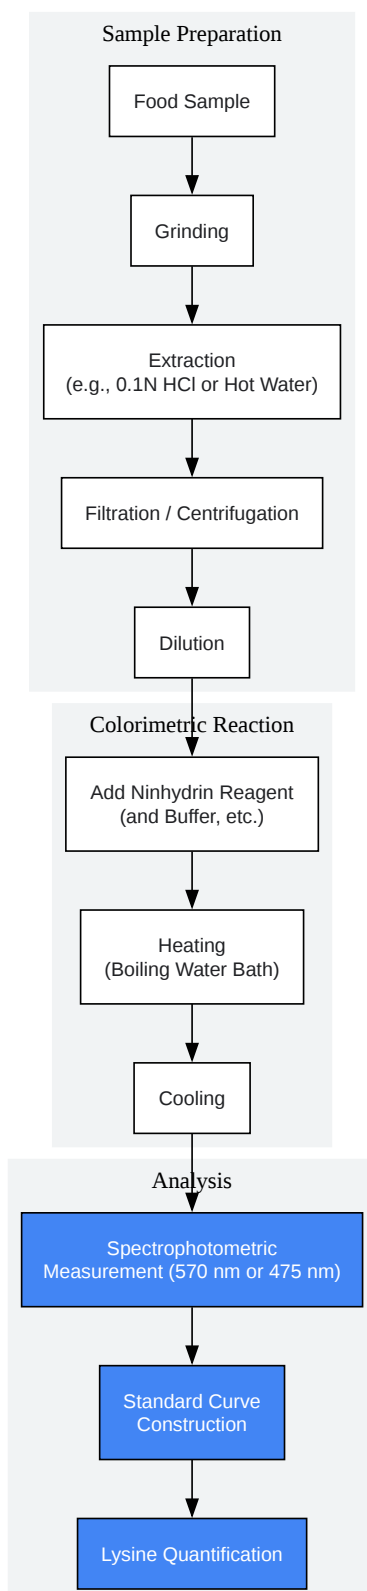 Sample Preparation
Food Sample
Grinding
Extraction
(e.g., 0.1N HCl or Hot Water)
Filtration / Centrifugation
Dilution
Colorimetric Reaction
Add Ninhydrin Reagent
(and Buffer, etc.)
Heating
(Boiling Water Bath)
Cooling
Analysis
Spectrophotometric
Measurement (570 nm or 475 nm)
Standard Curve
Construction
Lysine Quantification